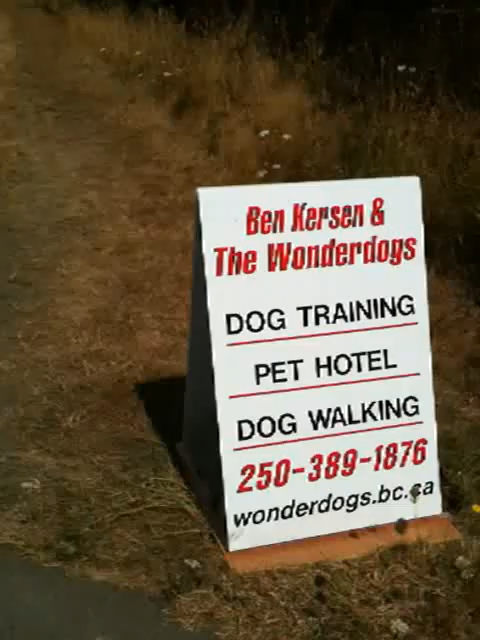 Ben Kersen &
The Wonderdogs
DOG TRAINING
PET HOTEL
DOG WALKING
250-389-1876
wonderdogs.bc.ca